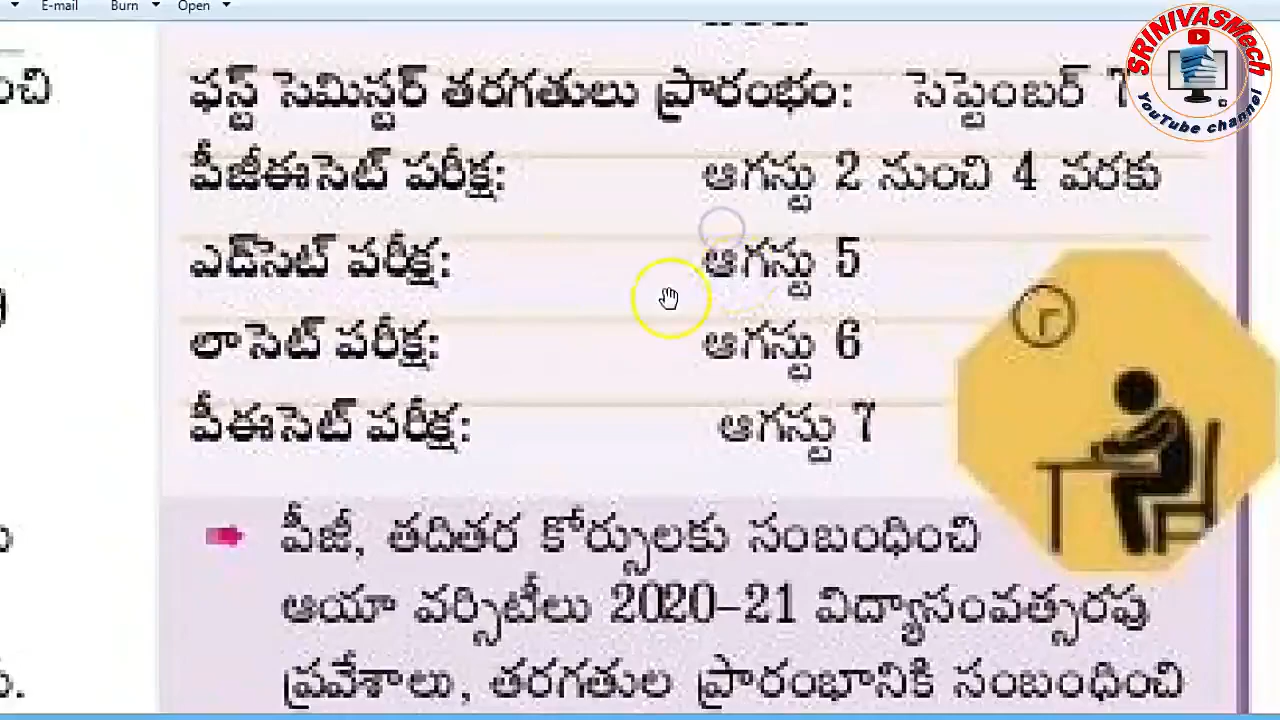 E-mail Burn Open
SRINIVASMech
YouTube channel
ఫస్ట్ సెమిస్టర్ తరగతులు ప్రారంభం: సెప్టెంబర్ 7
పీజీఈసెట్ పరీక్ష: ఆగస్టు 2 నుంచి 4 వరకు
ఎడ్‌సెట్ పరీక్ష: ఆగస్టు 5
లాసెట్ పరీక్ష: ఆగస్టు 6
పీఈసెట్ పరీక్ష: ఆగస్టు 7
పీజీ, తదితర కోర్సులకు సంబంధించి
ఆయా వర్సిటీలు 2020-21 విద్యాసంవత్సరపు
ప్రవేశాలు, తరగతుల ప్రారంభానికి సంబంధించి